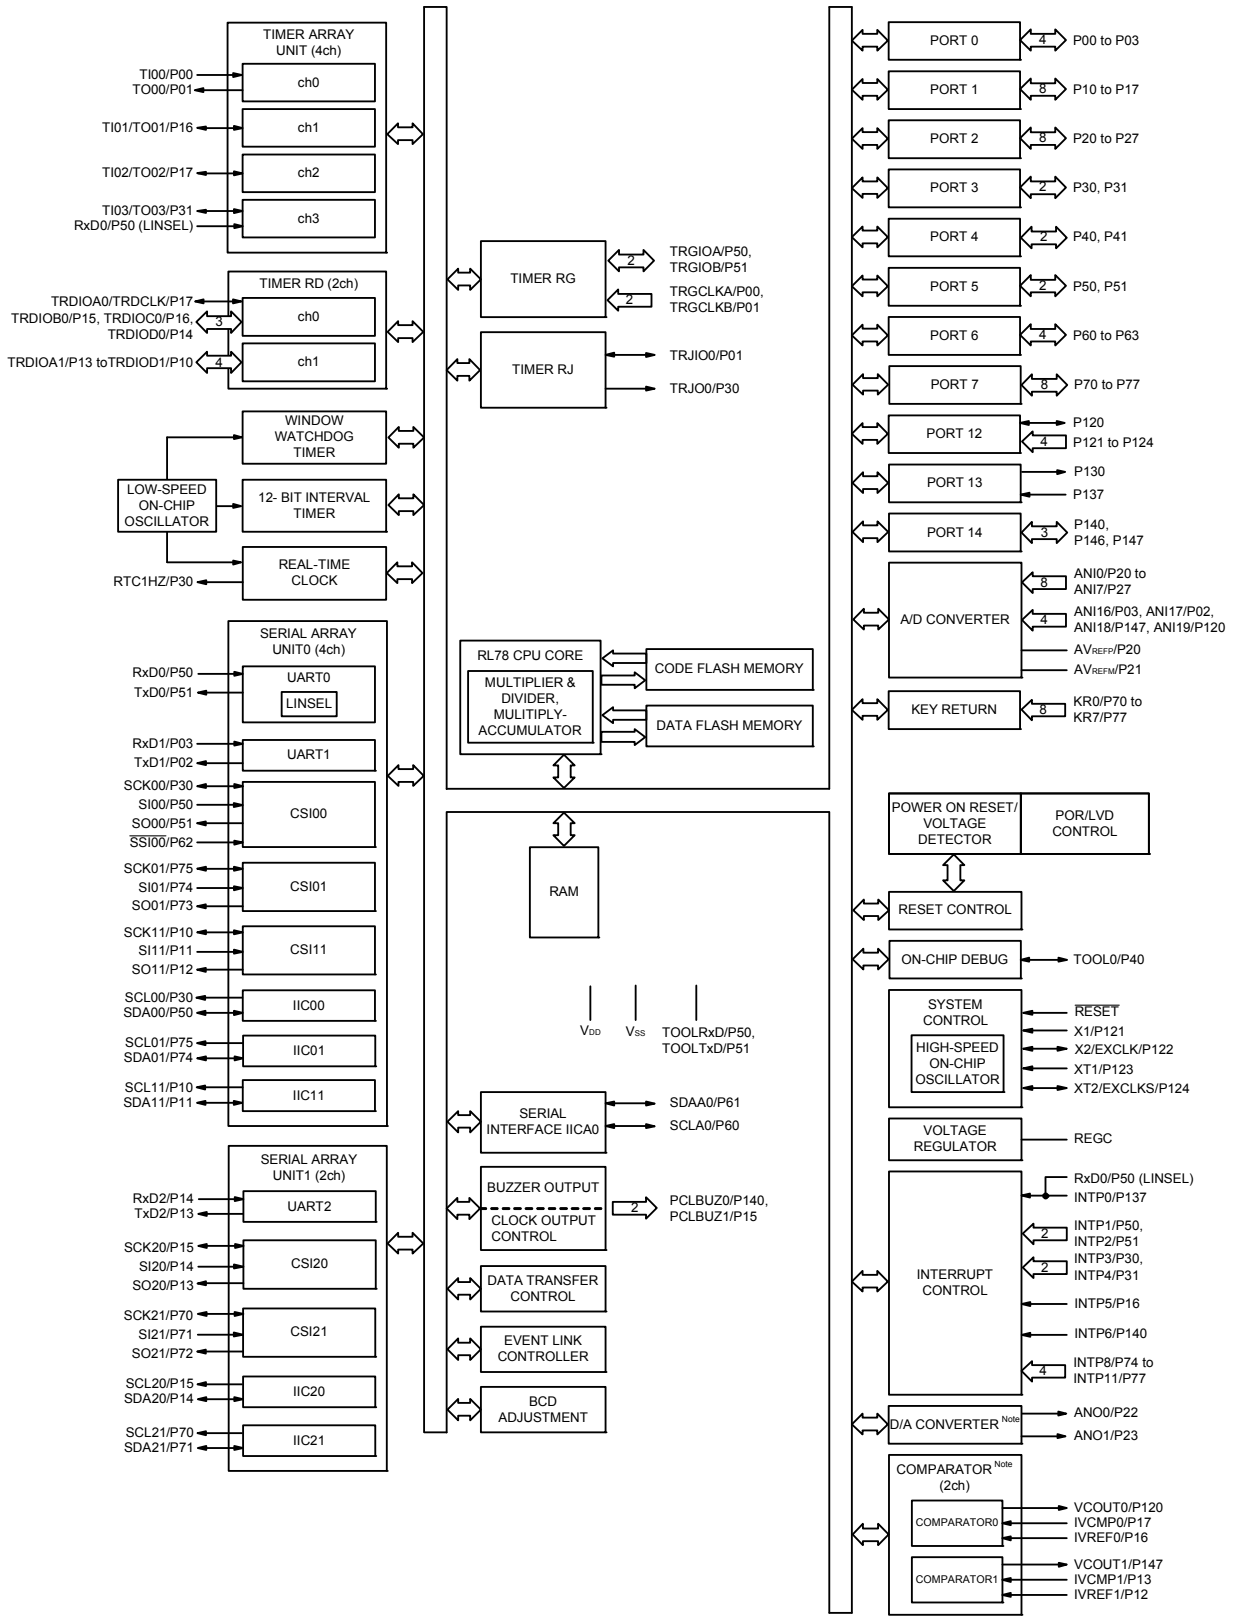 TIMER ARRAY
UNIT (4ch)
TI00/P00
TO00/P01
ch0
TI01/TO01/P16
ch1
TI02/TO02/P17
ch2
TI03/TO03/P31
RxD0/P50 (LINSEL)
ch3
TIMER RD (2ch)
TRDIOA0/TRDCLK/P17
TRDIOB0/P15, TRDIOC0/P16,
TRDIOD0/P14
3
ch0
TRDIOA1/P13 toTRDIOD1/P10
4
ch1
WINDOW
WATCHDOG
TIMER
LOW-SPEED
ON-CHIP
OSCILLATOR
12- BIT INTERVAL
TIMER
REAL-TIME
CLOCK
RTC1HZ/P30
SERIAL ARRAY
UNIT0 (4ch)
RxD0/P50
TxD0/P51
UART0
LINSEL
RxD1/P03
TxD1/P02
UART1
SCK00/P30
SI00/P50
SO00/P51
SSI00/P62
CSI00
SCK01/P75
SI01/P74
SO01/P73
CSI01
SCK11/P10
SI11/P11
SO11/P12
CSI11
SCL00/P30
SDA00/P50
IIC00
SCL01/P75
SDA01/P74
IIC01
SCL11/P10
SDA11/P11
IIC11
SERIAL ARRAY
UNIT1 (2ch)
RxD2/P14
TxD2/P13
UART2
SCK20/P15
SI20/P14
SO20/P13
CSI20
SCK21/P70
SI21/P71
SO21/P72
CSI21
SCL20/P15
SDA20/P14
IIC20
SCL21/P70
SDA21/P71
IIC21
TIMER RG
2
TRGIOA/P50,
TRGIOB/P51
2
TRGCLKA/P00,
TRGCLKB/P01
TIMER RJ
TRJIO0/P01
TRJO0/P30
RL78 CPU CORE
MULTIPLIER &
DIVIDER,
MULITIPLY-
ACCUMULATOR
CODE FLASH MEMORY
DATA FLASH MEMORY
RAM
VDD
VSS
TOOLRxD/P50,
TOOLTxD/P51
SERIAL
INTERFACE IICA0
SDAA0/P61
SCLA0/P60
BUZZER OUTPUT
CLOCK OUTPUT
CONTROL
2
PCLBUZ0/P140,
PCLBUZ1/P15
DATA TRANSFER
CONTROL
EVENT LINK
CONTROLLER
BCD
ADJUSTMENT
PORT 0
4
P00 to P03
PORT 1
8
P10 to P17
PORT 2
8
P20 to P27
PORT 3
2
P30, P31
PORT 4
2
P40, P41
PORT 5
2
P50, P51
PORT 6
4
P60 to P63
PORT 7
8
P70 to P77
PORT 12
P120
4
P121 to P124
PORT 13
P130
P137
PORT 14
3
P140,
P146, P147
A/D CONVERTER
8
ANI0/P20 to
ANI7/P27
4
ANI16/P03, ANI17/P02,
ANI18/P147, ANI19/P120
AVREFP/P20
AVREFM/P21
KEY RETURN
8
KR0/P70 to
KR7/P77
POWER ON RESET/
VOLTAGE
DETECTOR
POR/LVD
CONTROL
RESET CONTROL
ON-CHIP DEBUG
TOOL0/P40
SYSTEM
CONTROL
HIGH-SPEED
ON-CHIP
OSCILLATOR
RESET
X1/P121
X2/EXCLK/P122
XT1/P123
XT2/EXCLKS/P124
VOLTAGE
REGULATOR
REGC
INTERRUPT
CONTROL
RxD0/P50 (LINSEL)
INTP0/P137
2
INTP1/P50,
INTP2/P51
2
INTP3/P30,
INTP4/P31
INTP5/P16
INTP6/P140
4
INTP8/P74 to
INTP11/P77
D/A CONVERTER Note
ANO0/P22
ANO1/P23
COMPARATOR Note
(2ch)
COMPARATOR0
VCOUT0/P120
IVCMP0/P17
IVREF0/P16
COMPARATOR1
VCOUT1/P147
IVCMP1/P13
IVREF1/P12